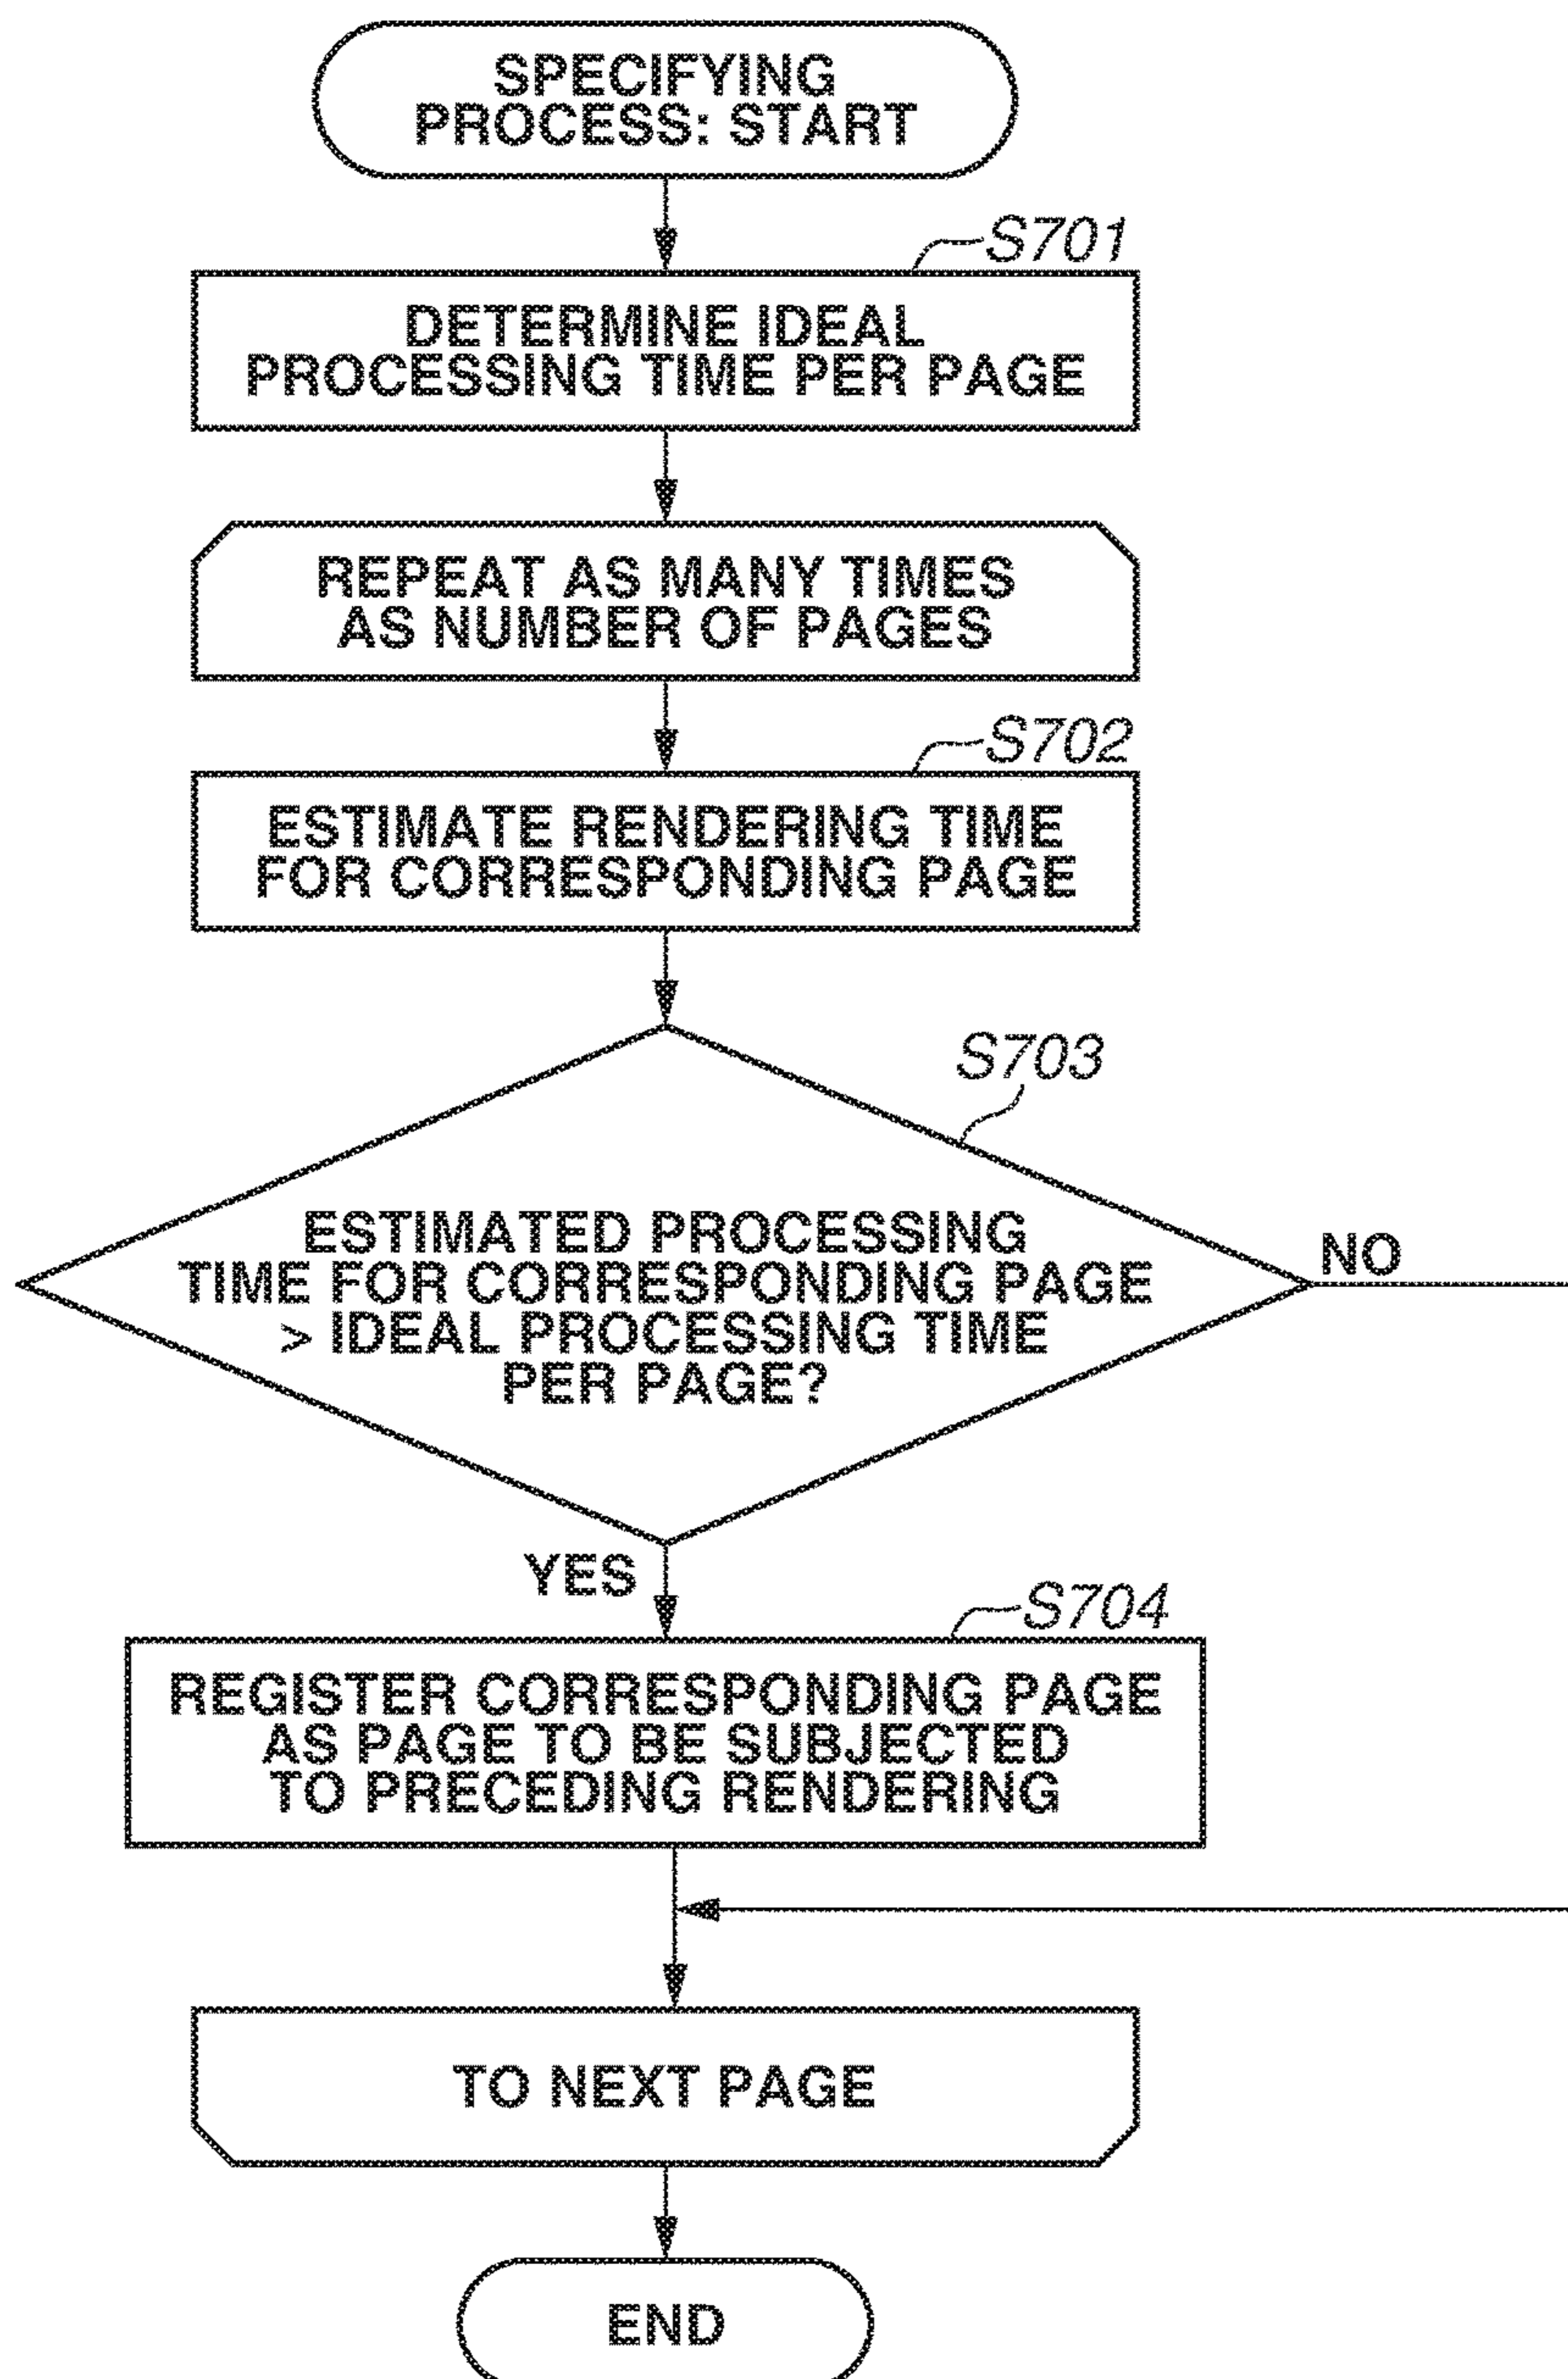 SPECIFYING
PROCESS: START
S701
DETERMINE IDEAL
PROCESSING TIME PER PAGE
REPEAT AS MANY TIMES
AS NUMBER OF PAGES
S702
ESTIMATE RENDERING TIME
FOR CORRESPONDING PAGE
S703
ESTIMATED PROCESSING
TIME FOR CORRESPONDING PAGE
> IDEAL PROCESSING TIME
PER PAGE?
NO
YES
S704
REGISTER CORRESPONDING PAGE
AS PAGE TO BE SUBJECTED
TO PRECEDING RENDERING
TO NEXT PAGE
END